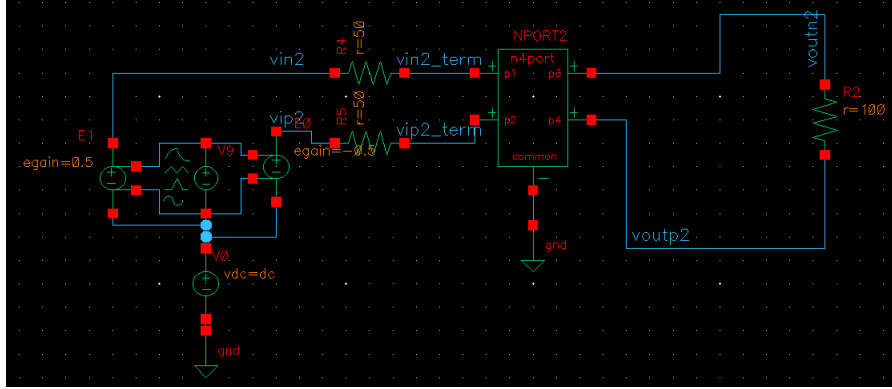 voutn2
NPORT2
R4
r=50
vin2
vin2_term
n4port
p1
p3
R2
r=100
R5
r=50
vip2
E0
vip2_term
p2
p4
E1
V9
egain=0.5
egain=-0.5
common
voutp2
gnd
V0
vdc=dc
gnd